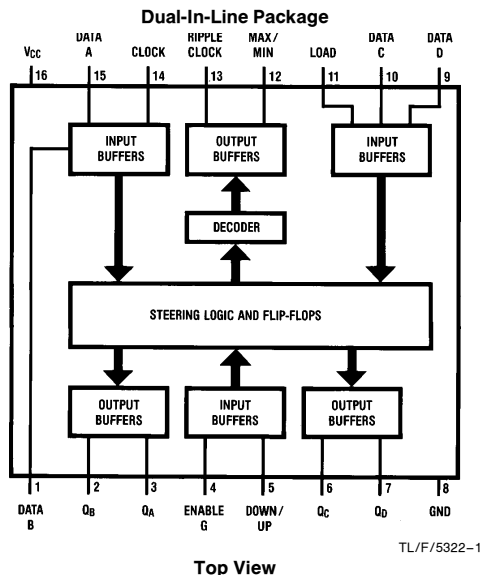 Dual-In-Line Package
VCC
DATA A
CLOCK
RIPPLE CLOCK
MAX/ MIN
LOAD
DATA C
DATA D
16 15 14 13 12 11 10 9
INPUT BUFFERS
OUTPUT BUFFERS
INPUT BUFFERS
DECODER
STEERING LOGIC AND FLIP-FLOPS
OUTPUT BUFFERS
INPUT BUFFERS
OUTPUT BUFFERS
1 2 3 4 5 6 7 8
DATA B
QB
QA
ENABLE G
DOWN/ UP
QC
QD
GND
TL/F/5322-1
Top View